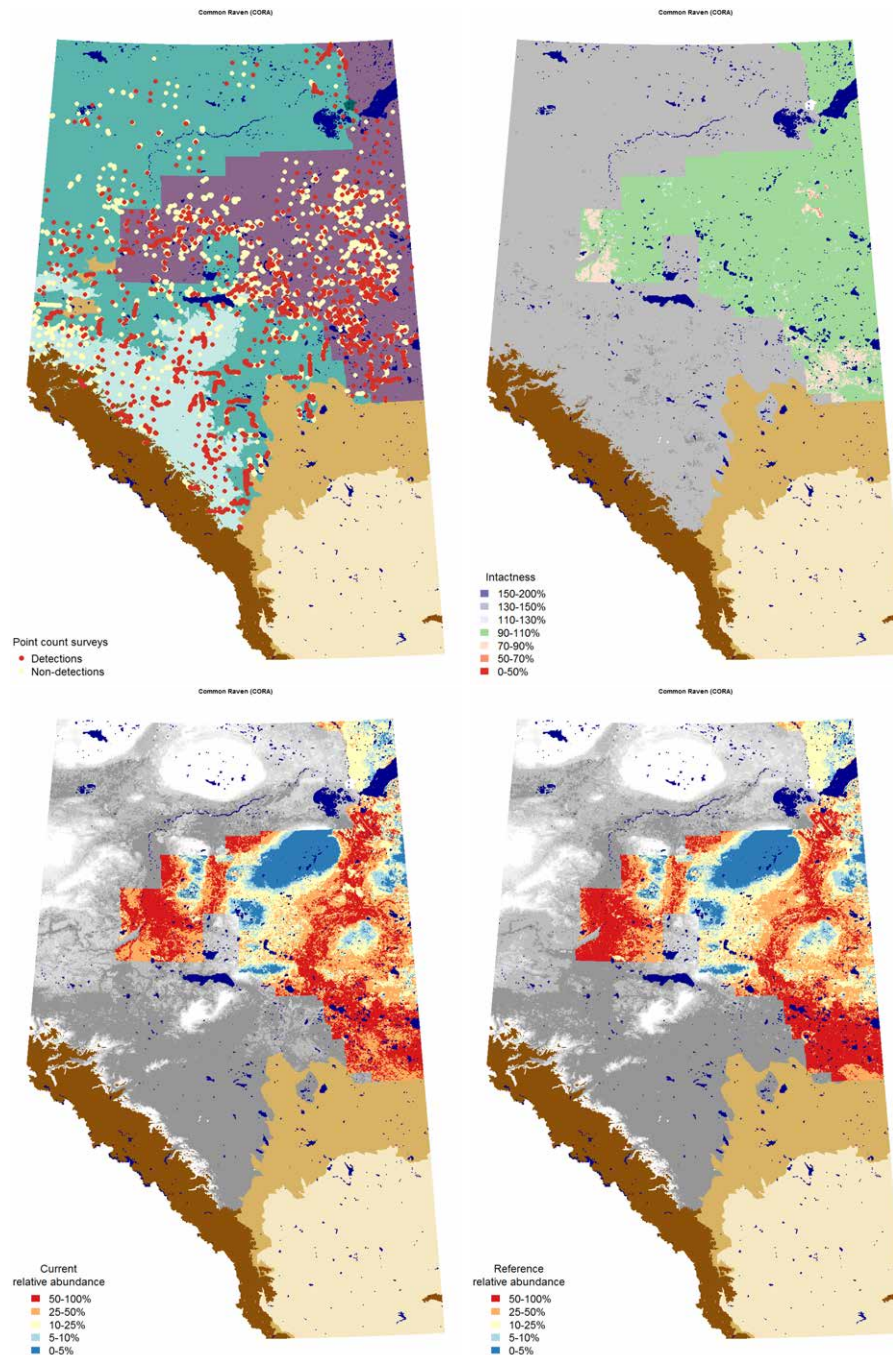 Common Raven (CORA)
Point count surveys
Detections
Non-detections
Common Raven (CORA)
Intactness
150-200%
130-150%
110-130%
90-110%
70-90%
50-70%
0-50%
Common Raven (CORA)
Current
relative abundance
50-100%
25-50%
10-25%
5-10%
0-5%
Common Raven (CORA)
Reference
relative abundance
50-100%
25-50%
10-25%
5-10%
0-5%